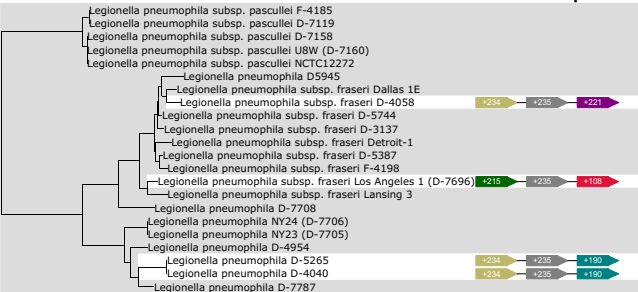 Legionella pneumophila subsp. pascullei F-4185
Legionella pneumophila subsp. pascullei D-7119
Legionella pneumophila subsp. pascullei D-7158
Legionella pneumophila subsp. pascullei U8W (D-7160)
Legionella pneumophila subsp. pascullei NCTC12272
Legionella pneumophila D5945
Legionella pneumophila subsp. fraseri Dallas 1E
Legionella pneumophila subsp. fraseri D-4058 +234 +235 +221
Legionella pneumophila subsp. fraseri D-5744
Legionella pneumophila subsp. fraseri D-3137
Legionella pneumophila subsp. fraseri Detroit-1
Legionella pneumophila subsp. fraseri D-5387
Legionella pneumophila subsp. fraseri F-4198
Legionella pneumophila subsp. fraseri Los Angeles 1 (D-7696) +215 +235 +108
Legionella pneumophila subsp. fraseri Lansing 3
Legionella pneumophila D-7708
Legionella pneumophila NY24 (D-7706)
Legionella pneumophila NY23 (D-7705)
Legionella pneumophila D-4954
Legionella pneumophila D-5265 +234 +235 +190
Legionella pneumophila D-4040 +234 +235 +190
Legionella pneumophila D-7787